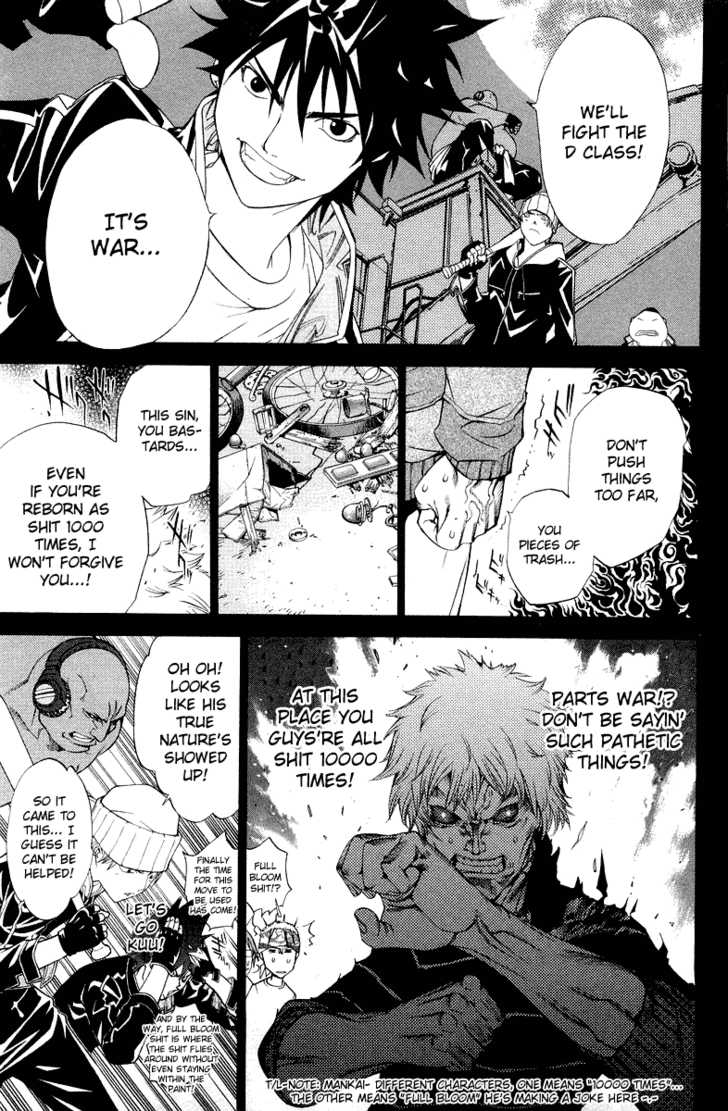 WE'LL
FIGHT THE
D CLASS!
IT'S
WAR...
DON'T
PUSH
THINGS
TOO FAR,
YOU
PIECES OF
TRASH...
THIS SIN,
YOU BAS-
TARDS...
EVEN
IF YOU'RE
REBORN AS
SHIT 1000
TIMES, I
WON'T FORGIVE
YOU...!
PARTS WAR!?
DON'T BE SAYIN'
SUCH PATHETIC
THINGS!
AT THIS
PLACE YOU
GUYS'RE ALL
SHIT 10000
TIMES!
FULL
BLOOM
SHIT!?
OH OH!
LOOKS
LIKE HIS
TRUE
NATURE'S
SHOWED
UP!
SO IT
CAME TO
THIS... I
GUESS IT
CAN'T BE
HELPED!
FINALLY
THE TIME
FOR THIS
MOVE TO
BE USED
HAS COME!
LET'S
GO
KUU!
AND BY THE
WAY, FULL BLOOM
SHIT IS WHERE
THE SHIT FLIES
AROUND WITHOUT
EVEN STAYING
WITHIN THE
PAINT!
T/L-NOTE: MANKAI- DIFFERENT CHARACTERS, ONE MEANS "10000 TIMES"...
THE OTHER MEANS "FULL BLOOM" HE'S MAKING A JOKE HERE -.-